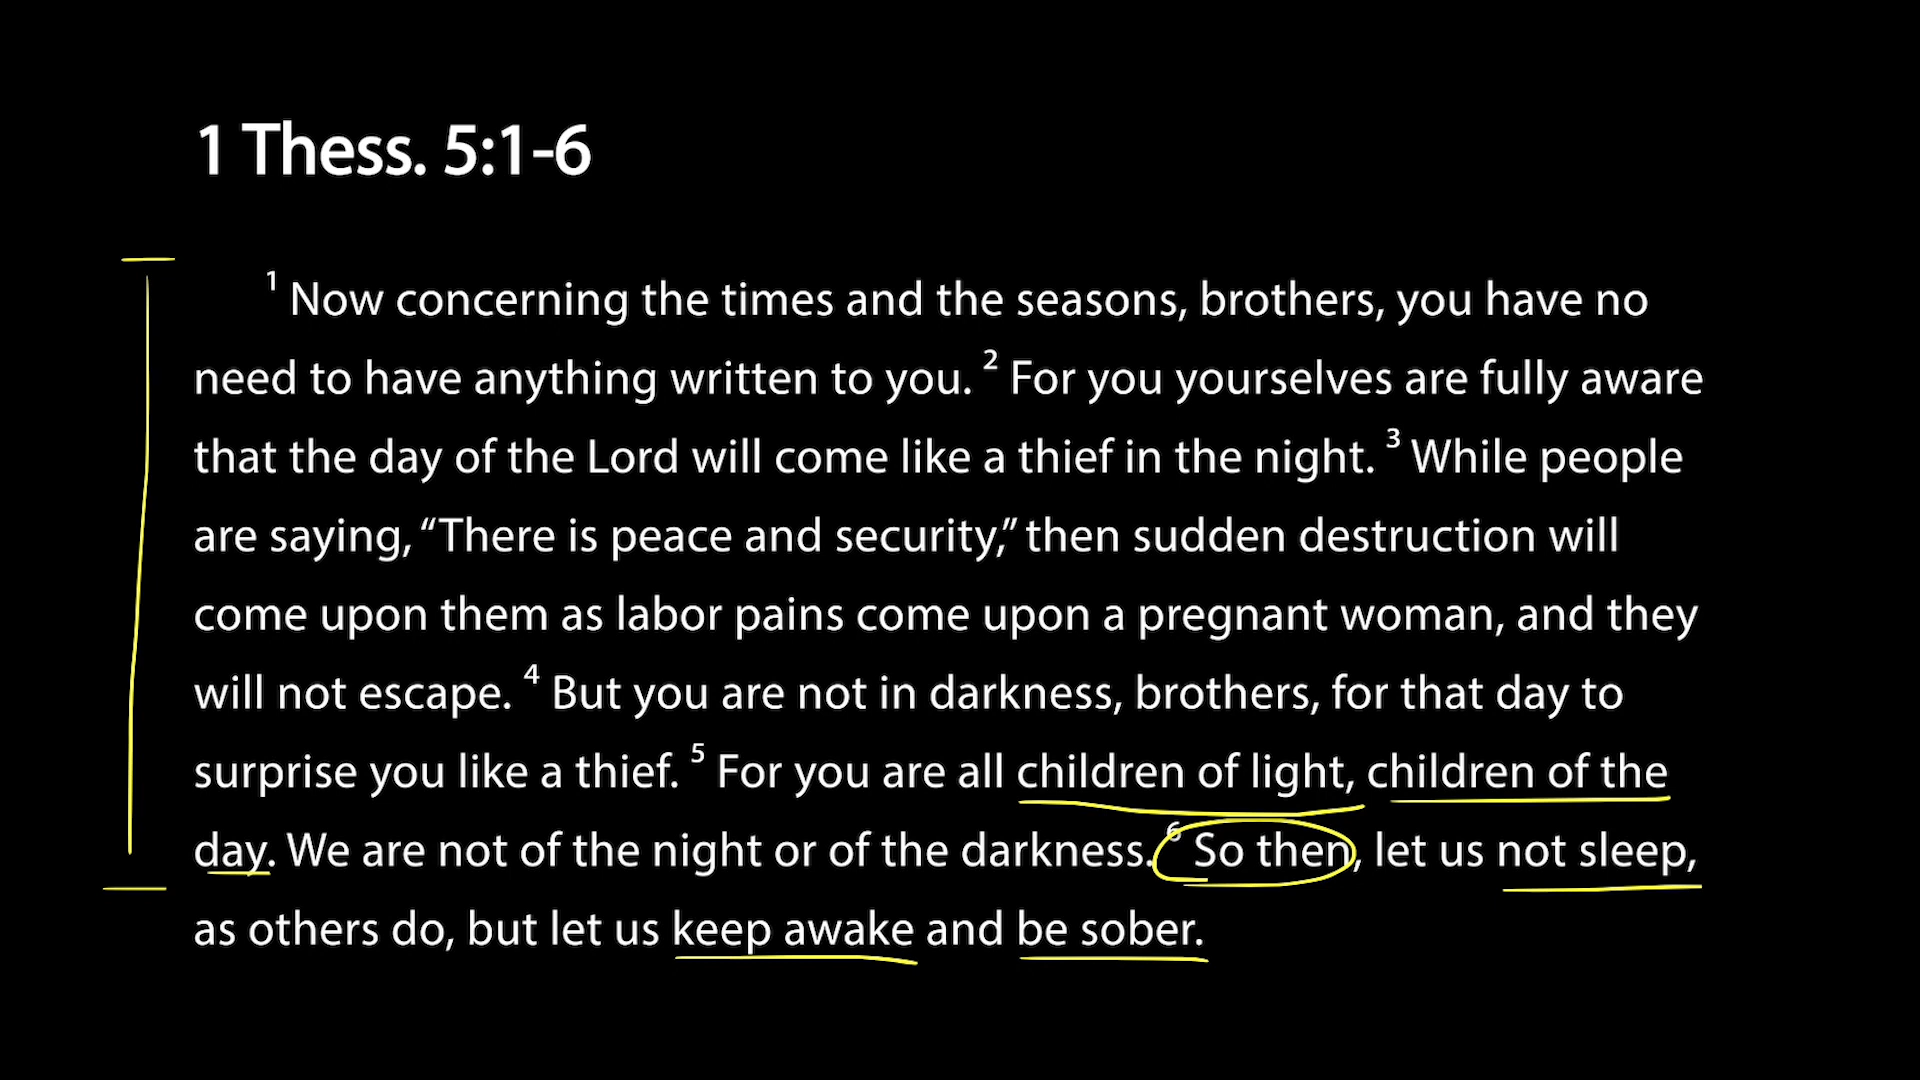 1 Thess. 5:1-6
1 Now concerning the times and the seasons, brothers, you have no
need to have anything written to you. 2 For you yourselves are fully aware
that the day of the Lord will come like a thief in the night. 3 While people
are saying, “There is peace and security,” then sudden destruction will
come upon them as labor pains come upon a pregnant woman, and they
will not escape. 4 But you are not in darkness, brothers, for that day to
surprise you like a thief. 5 For you are all children of light, children of the
day. We are not of the night or of the darkness. 6 So then, let us not sleep,
as others do, but let us keep awake and be sober.